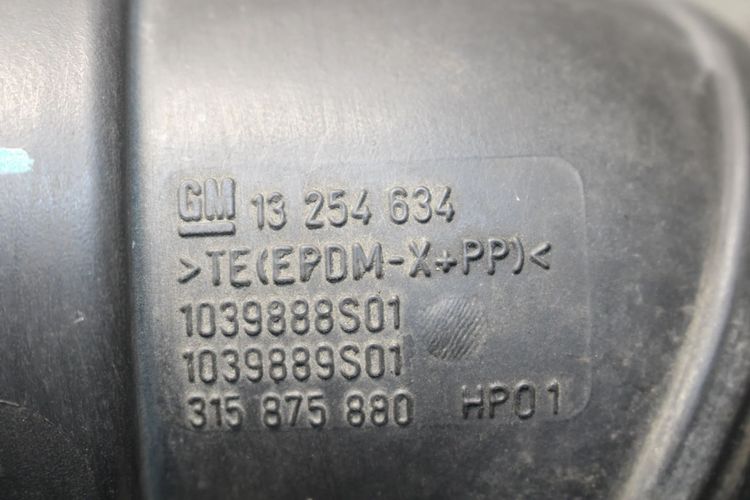 GM 13 254 634
>TE(EPDM-X+PP)<
1039888S01
1039889S01
315 875 880 HP01